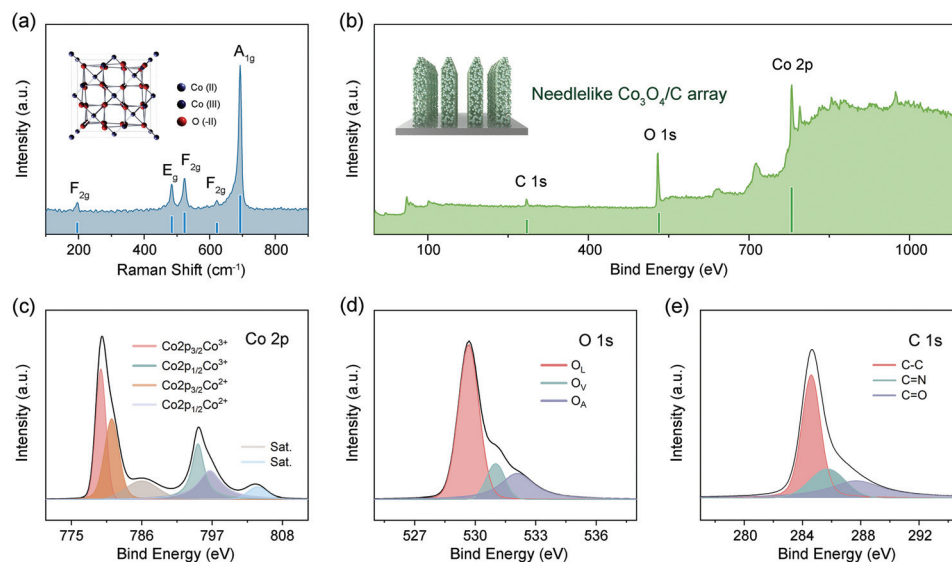 (a)
A1g
Co (II)
Co (III)
O (-II)
F2g
Eg
F2g
F2g
Intensity (a.u.)
200
400
600
800
Raman Shift (cm-1)
(b)
Co 2p
Needlelike Co3O4/C array
O 1s
C 1s
Intensity (a.u.)
100
400
700
1000
Bind Energy (eV)
(c)
Co 2p
Co2p3/2Co3+
Co2p1/2Co3+
Co2p3/2Co2+
Co2p1/2Co2+
Sat.
Sat.
Intensity (a.u.)
775
786
797
808
Bind Energy (eV)
(d)
O 1s
OL
OV
OA
Intensity (a.u.)
527
530
533
536
Bind Energy (eV)
(e)
C 1s
C-C
C=N
C=O
Intensity (a.u.)
280
284
288
292
Bind Energy (eV)